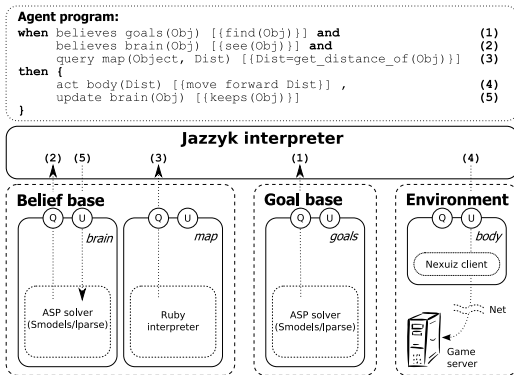 Agent program:
when believes goals(Obj) [{find(Obj)}] and (1)
believes brain(Obj) [{see(Obj)}] and (2)
query map(Object, Dist) [{Dist=get_distance_of(Obj)}] (3)
then {
act body(Dist) [{move forward Dist}] , (4)
update brain(Obj) [{keeps(Obj)}] (5)
}
Jazzyk interpreter
(2) (5) (3) (1) (4)
Belief base Goal base Environment
Q U Q U Q U Q U
brain map goals body
Nexuiz client
ASP solver
(Smodels/lparse)
Ruby
interpreter
ASP solver
(Smodels/lparse)
Net
Game
server